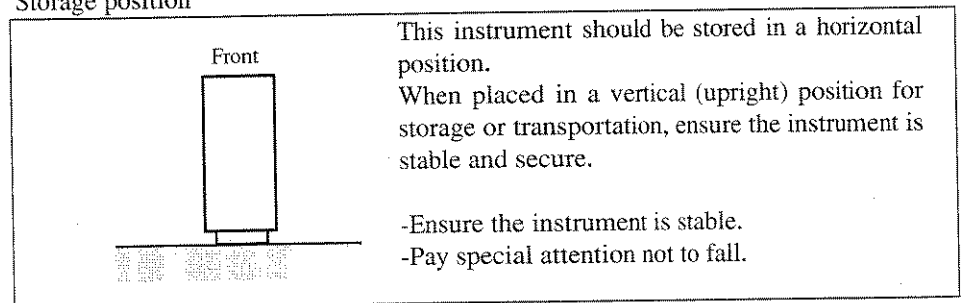 Storage position
Front
This instrument should be stored in a horizontal
position.
When placed in a vertical (upright) position for
storage or transportation, ensure the instrument is
stable and secure.
-Ensure the instrument is stable.
-Pay special attention not to fall.